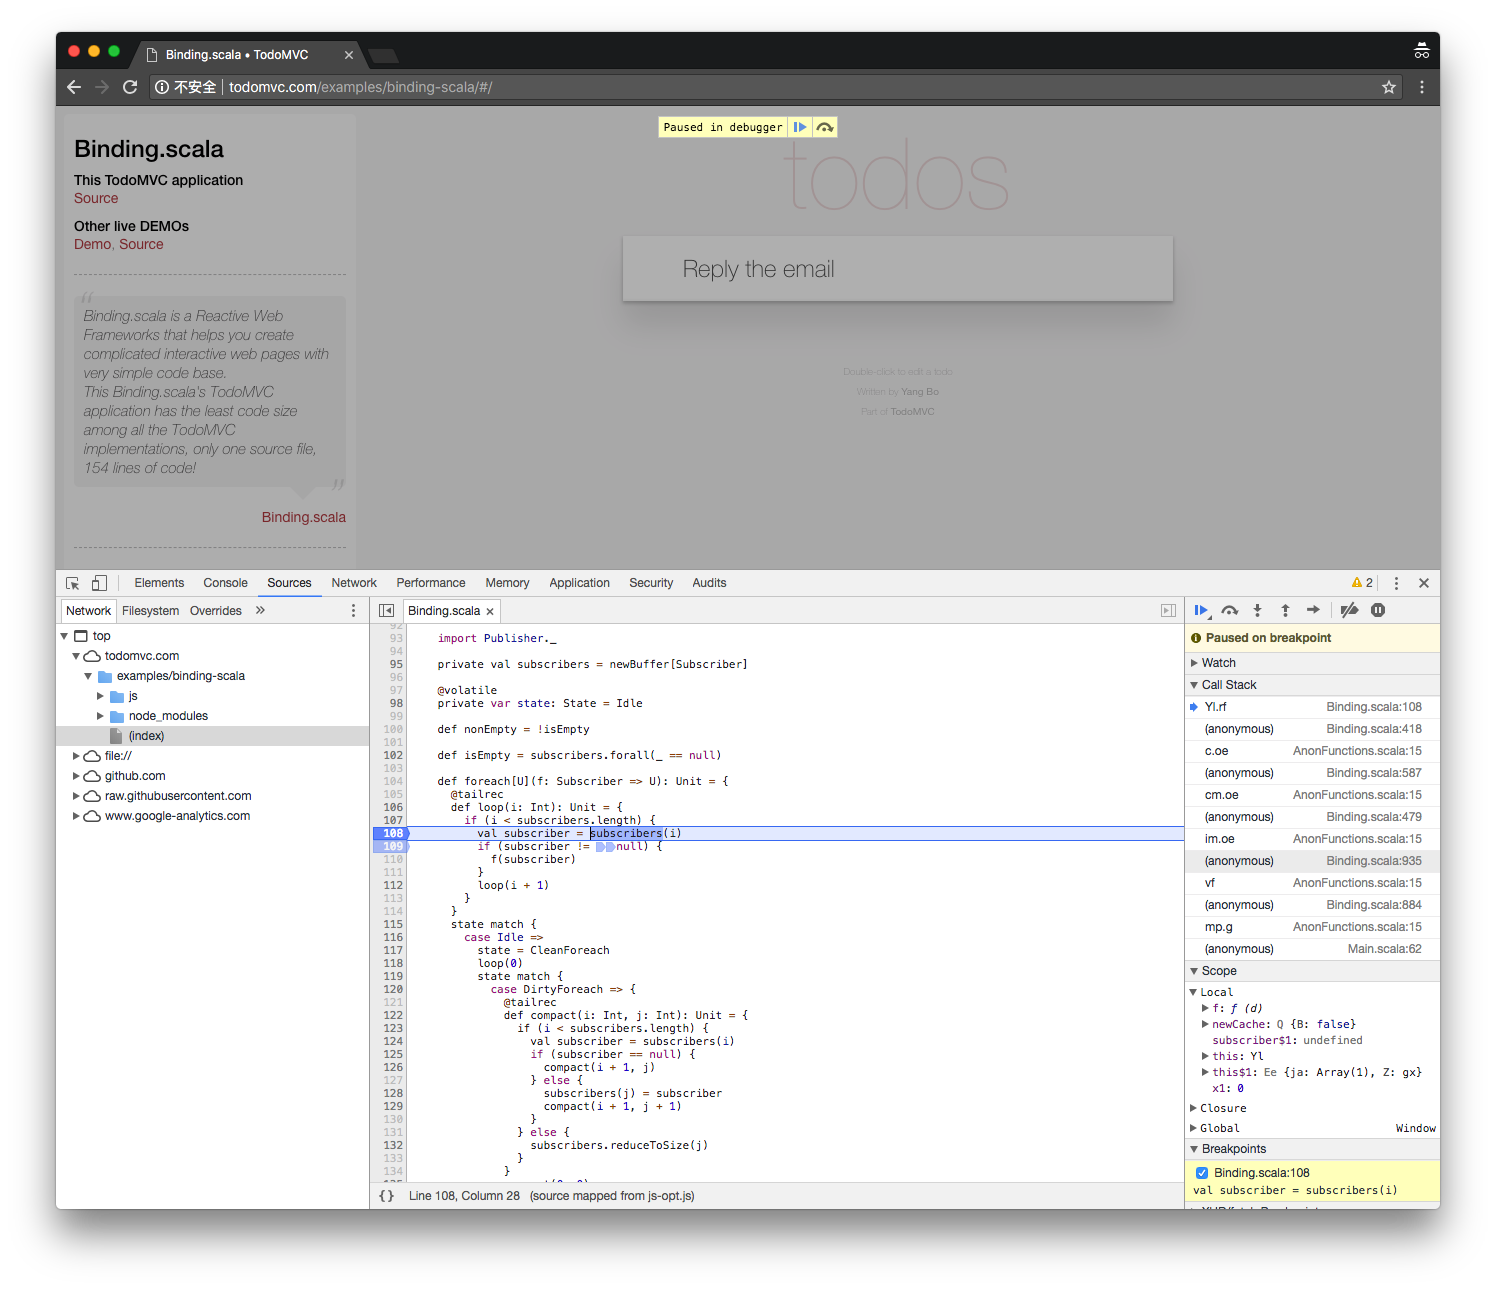 Binding.scala • TodoMVC
不安全 todomvc.com/examples/binding-scala/#/
Paused in debugger
Binding.scala
This TodoMVC application
Source
Other live DEMOs
Demo, Source
“
Binding.scala is a Reactive Web
Frameworks that helps you create
complicated interactive web pages with
very simple code base.
This Binding.scala's TodoMVC
application has the least code size
among all the TodoMVC
implementations, only one source file,
154 lines of code!
”
Binding.scala
todos
Reply the email
Double-click to edit a todo
Written by Yang Bo
Part of TodoMVC
Elements Console Sources Network Performance Memory Application Security Audits 2
Network Filesystem Overrides »
top
todomvc.com
examples/binding-scala
js
node_modules
(index)
file://
github.com
raw.githubusercontent.com
www.google-analytics.com
Binding.scala
92
93 import Publisher._
94
95 private val subscribers = newBuffer[Subscriber]
96
97 @volatile
98 private var state: State = Idle
99
100 def nonEmpty = !isEmpty
101
102 def isEmpty = subscribers.forall(_ == null)
103
104 def foreach[U](f: Subscriber => U): Unit = {
105 @tailrec
106 def loop(i: Int): Unit = {
107 if (i < subscribers.length) {
108 val subscriber = subscribers(i)
109 if (subscriber != null) {
110 f(subscriber)
111 }
112 loop(i + 1)
113 }
114 }
115 state match {
116 case Idle =>
117 state = CleanForeach
118 loop(0)
119 state match {
120 case DirtyForeach => {
121 @tailrec
122 def compact(i: Int, j: Int): Unit = {
123 if (i < subscribers.length) {
124 val subscriber = subscribers(i)
125 if (subscriber == null) {
126 compact(i + 1, j)
127 } else {
128 subscribers(j) = subscriber
129 compact(i + 1, j + 1)
130 }
131 } else {
132 subscribers.reduceToSize(j)
133 }
134 }
{} Line 108, Column 28 (source mapped from js-opt.js)
Paused on breakpoint
Watch
Call Stack
Yl.rf Binding.scala:108
(anonymous) Binding.scala:418
c.oe AnonFunctions.scala:15
(anonymous) Binding.scala:587
cm.oe AnonFunctions.scala:15
(anonymous) Binding.scala:479
im.oe AnonFunctions.scala:15
(anonymous) Binding.scala:935
vf AnonFunctions.scala:15
(anonymous) Binding.scala:884
mp.g AnonFunctions.scala:15
(anonymous) Main.scala:62
Scope
Local
f: ƒ (d)
newCache: Q {B: false}
subscriber$1: undefined
this: Yl
this$1: Ee {ja: Array(1), Z: gx}
x1: 0
Closure
Global Window
Breakpoints
Binding.scala:108
val subscriber = subscribers(i)